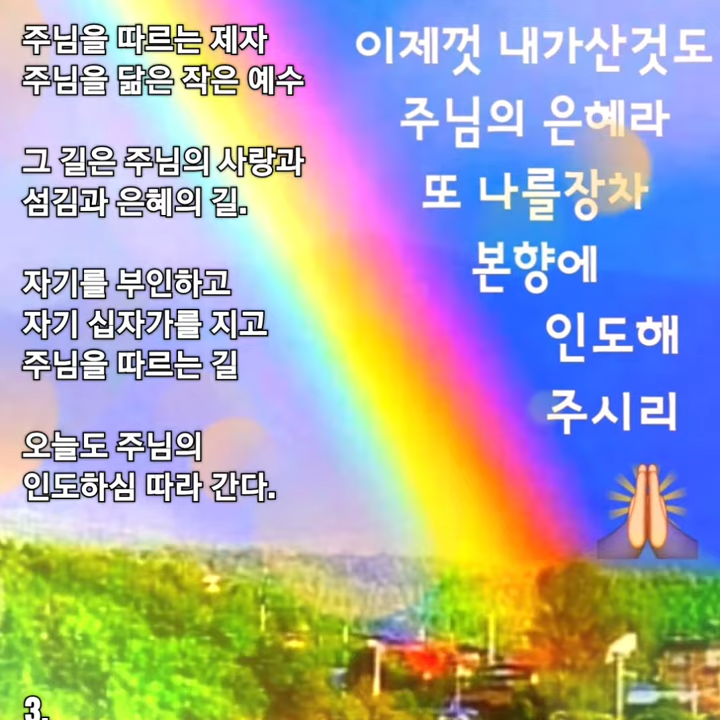 주님을 따르는 제자
주님을 닮은 작은 예수
그 길은 주님의 사랑과
섬김과 은혜의 길.
자기를 부인하고
자기 십자가를 지고
주님을 따르는 길
오늘도 주님의
인도하심 따라 간다.
이제껏 내가산것도
주님의 은혜라
또 나를장차
본향에
인도해
주시리
3.